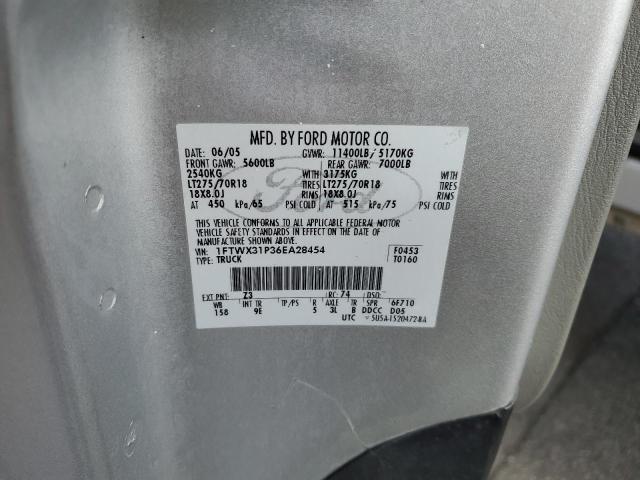 MFD. BY FORD MOTOR CO.
DATE: 06/05 GVWR: 11400LB/ 5170KG
FRONT GAWR: 5600LB REAR GAWR: 7000LB
2540KG WITH 3175KG WITH
LT275/70R18 TIRES LT275/70R18 TIRES
18X8.0J RIMS 18X8.0J RIMS
AT 450 kPa/65 PSI COLD AT 515 kPa/75 PSI COLD
THIS VEHICLE CONFORMS TO ALL APPLICABLE FEDERAL MOTOR
VEHICLE SAFETY STANDARDS IN EFFECT ON THE DATE OF
MANUFACTURE SHOWN ABOVE.
VIN: 1FTWX31P36EA28454 F0453
TYPE: TRUCK T0160
EXT PNT: Z3 RC: 74 DSO:
WB INT TR TP/PS R AXLE TR SPR 6F710
158 9E 5 3L B DDCC D05
UTC
Ford